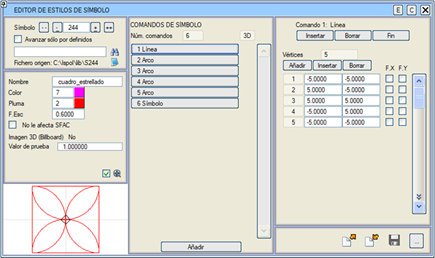 EDITOR DE ESTILOS DE SÍMBOLO
E C X
Símbolo -- - 244 + ++
Avanzar sólo por definidos
Fichero origen: C:\Ispol\lib\S244
Nombre cuadro_estrellado
Color 7
Pluma 2
F.Esc 0.6000
No le afecta SFAC
Imagen 3D (Billboard) No
Valor de prueba 1.000000
COMANDOS DE SÍMBOLO
Núm. comandos 6 3D
1 Línea
2 Arco
3 Arco
4 Arco
5 Arco
6 Símbolo
Añadir
Comando 1: Línea
Insertar Borrar Fin
Vértices 5
Añadir Insertar Borrar F.X F.Y
1 -5.0000 -5.0000
2 5.0000 -5.0000
3 5.0000 5.0000
4 -5.0000 5.0000
5 -5.0000 -5.0000
...